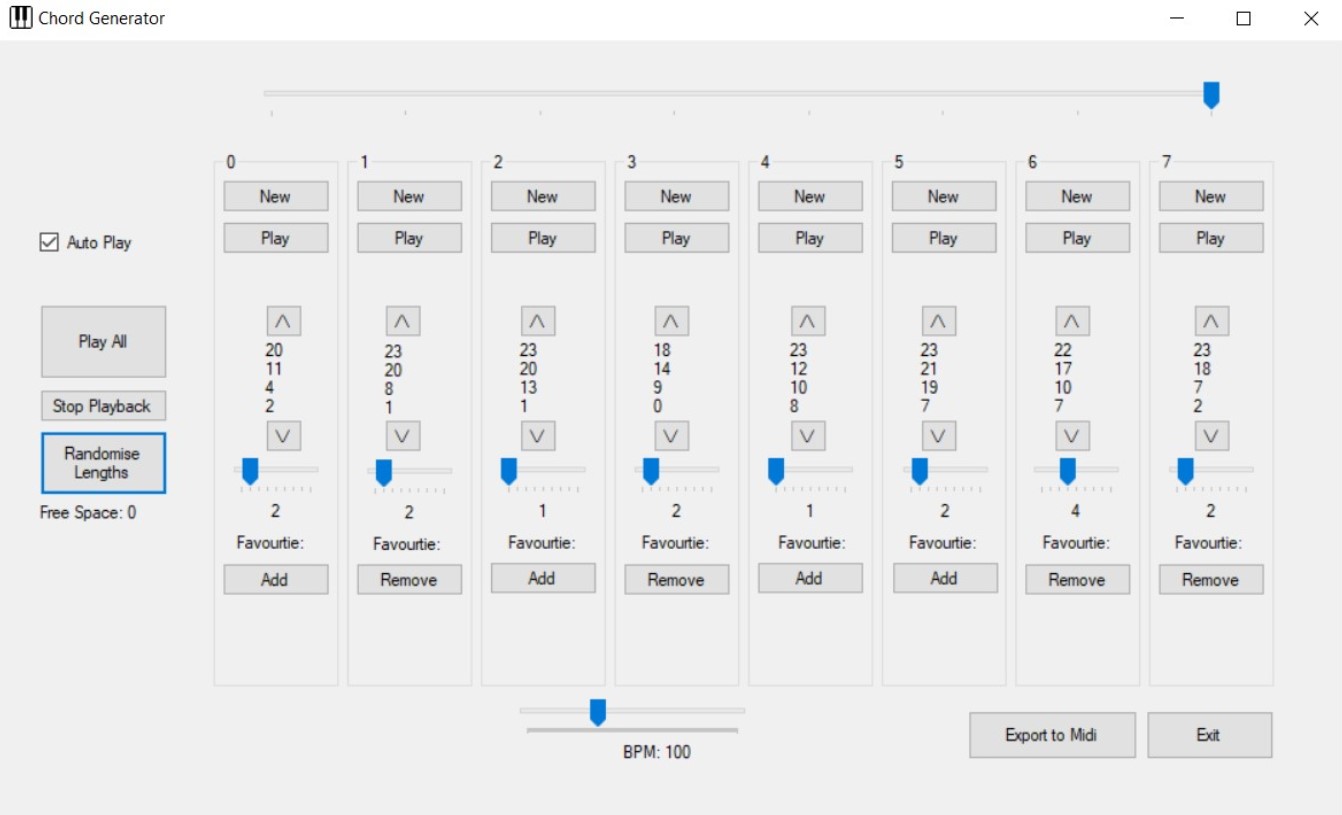 Chord Generator
0 1 2 3 4 5 6 7
New New New New New New New New
Play Play Play Play Play Play Play Play
Auto Play
Play All
Stop Playback
Randomise
Lengths
Free Space: 0
20 23 23 18 23 23 22 23
11 20 20 14 12 21 17 18
4 8 13 9 10 19 10 7
2 1 1 0 8 7 7 2
2 2 1 2 1 2 4 2
Favourtie: Favourtie: Favourtie: Favourtie: Favourtie: Favourtie: Favourtie: Favourtie:
Add Remove Add Remove Add Add Remove Remove
BPM: 100
Export to Midi
Exit